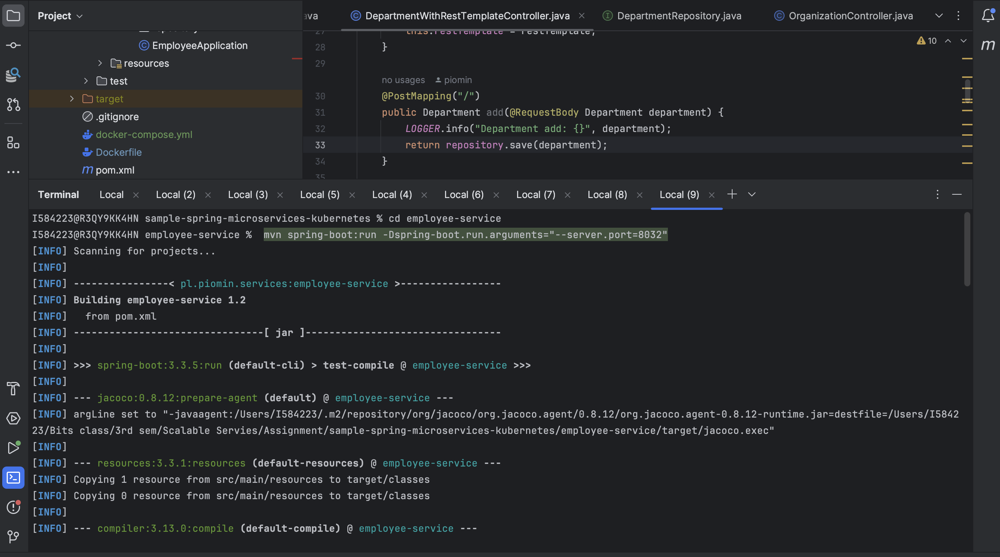 Project
ava
DepartmentWithRestTemplateController.java
DepartmentRepository.java
OrganizationController.java
EmployeeApplication
resources
test
target
.gitignore
docker-compose.yml
Dockerfile
m pom.xml
27 this.restTemplate = restTemplate;
28 }
29
no usages piomin
30 @PostMapping("/")
31 public Department add(@RequestBody Department department) {
32 LOGGER.info("Department add: {}", department);
33 return repository.save(department);
34 }
35
10
m
Terminal Local Local (2) Local (3) Local (5) Local (4) Local (6) Local (7) Local (8) Local (9)
I584223@R3QY9KK4HN sample-spring-microservices-kubernetes % cd employee-service
I584223@R3QY9KK4HN employee-service % mvn spring-boot:run -Dspring-boot.run.arguments="--server.port=8032"
[INFO] Scanning for projects...
[INFO]
[INFO] ----------------< pl.piomin.services:employee-service >-----------------
[INFO] Building employee-service 1.2
[INFO]   from pom.xml
[INFO] --------------------------------[ jar ]---------------------------------
[INFO]
[INFO] >>> spring-boot:3.3.5:run (default-cli) > test-compile @ employee-service >>>
[INFO]
[INFO] --- jacoco:0.8.12:prepare-agent (default) @ employee-service ---
[INFO] argLine set to "-javaagent:/Users/I584223/.m2/repository/org/jacoco/org.jacoco.agent/0.8.12/org.jacoco.agent-0.8.12-runtime.jar=destfile=/Users/I5842
23/Bits class/3rd sem/Scalable Servies/Assignment/sample-spring-microservices-kubernetes/employee-service/target/jacoco.exec"
[INFO]
[INFO] --- resources:3.3.1:resources (default-resources) @ employee-service ---
[INFO] Copying 1 resource from src/main/resources to target/classes
[INFO] Copying 0 resource from src/main/resources to target/classes
[INFO]
[INFO] --- compiler:3.13.0:compile (default-compile) @ employee-service ---